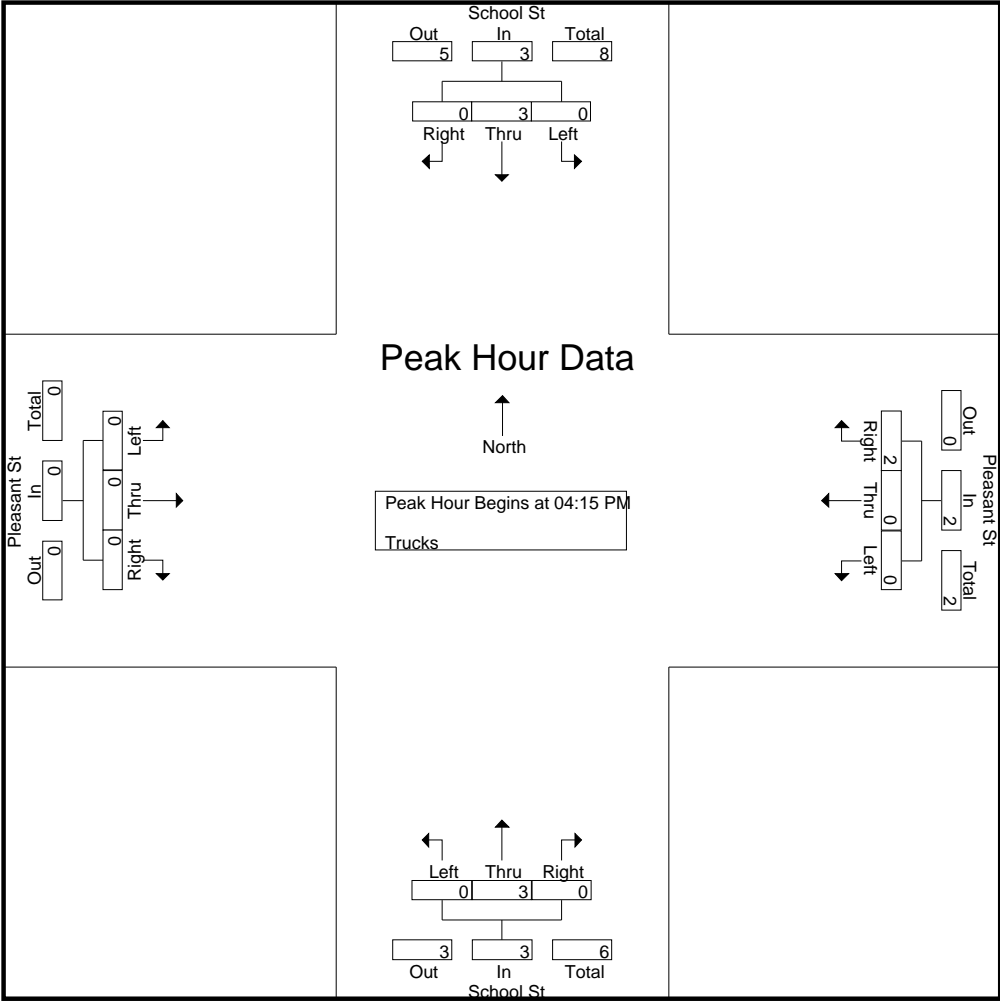 School St
Out In Total
5 3 8
0 3 0
Right Thru Left
Peak Hour Data
North
Peak Hour Begins at 04:15 PM
Trucks
Pleasant St
Out In Total
0 0 0
Right Thru Left
0 0 0
Pleasant St
Out In Total
0 2 2
Right Thru Left
2 0 0
Left Thru Right
0 3 0
3 3 6
Out In Total
School St